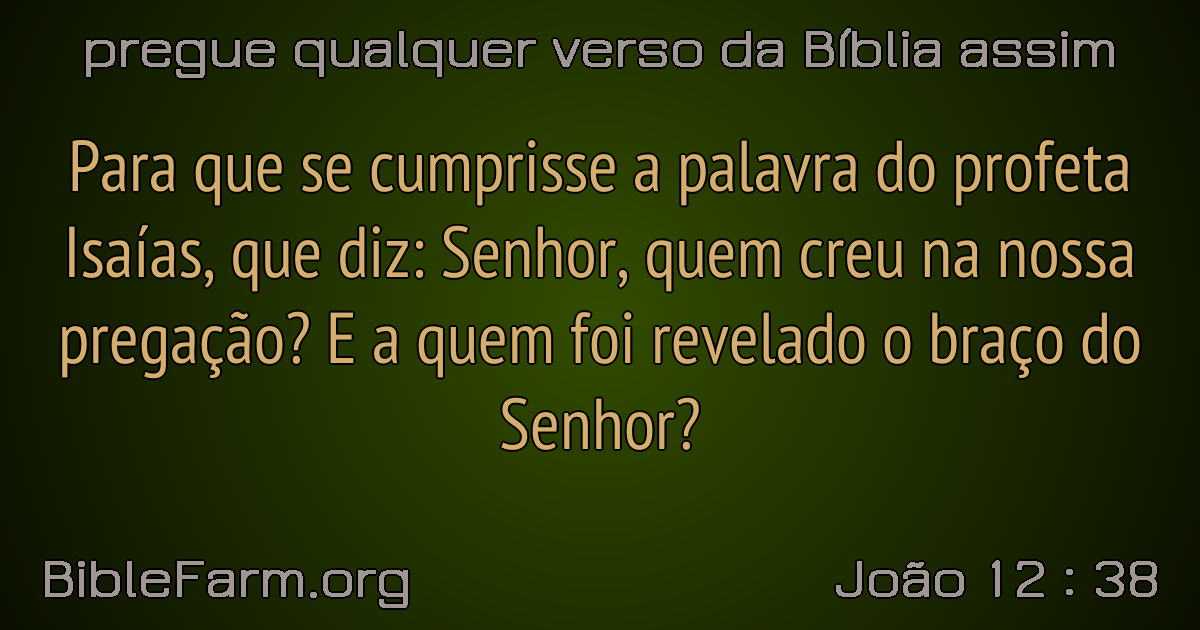 pregue qualquer verso da Bíblia assim
Para que se cumprisse a palavra do profeta
Isaías, que diz: Senhor, quem creu na nossa
pregação? E a quem foi revelado o braço do
Senhor?
BibleFarm.org
João 12 : 38